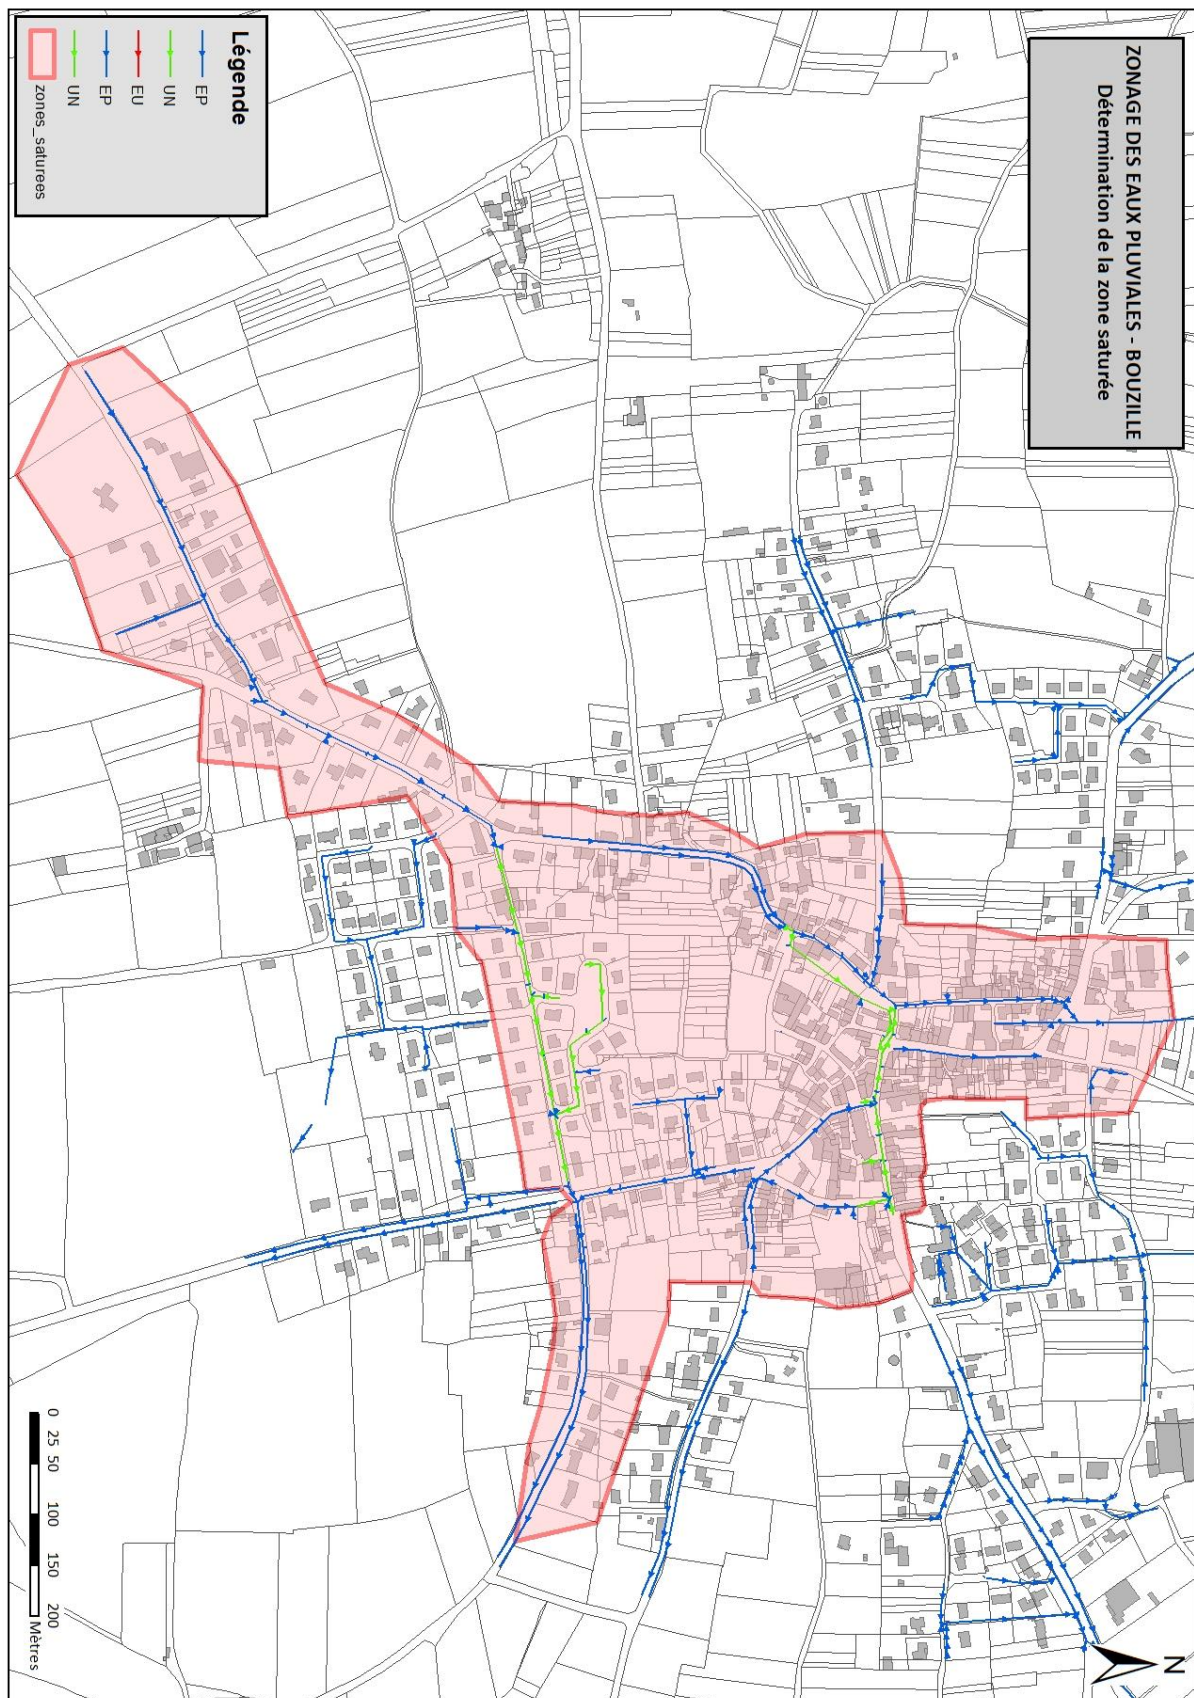 ZONAGE DES EAUX PLUVIALES - BOUZILLE
Détermination de la zone saturée
Légende
EP
UN
EU
EP
UN
zones_saturees
0 25 50 100 150 200
Mètres
N